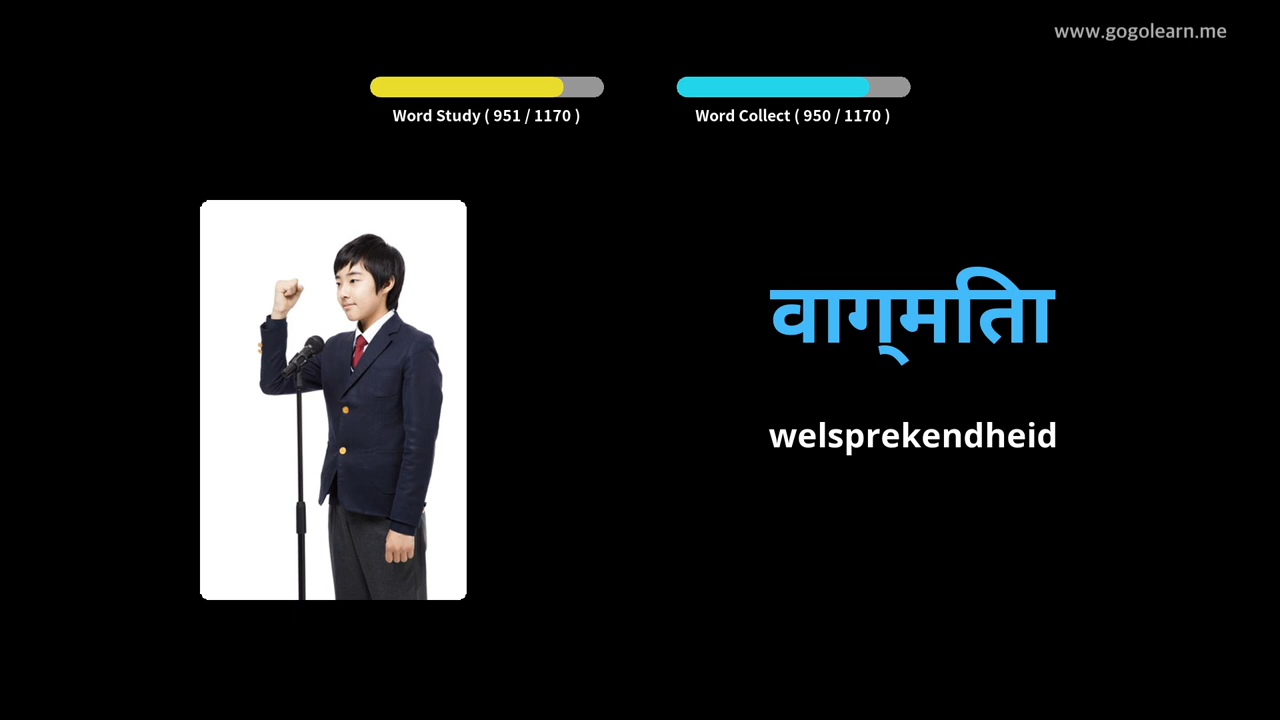 www.gogolearn.me
Word Study ( 951 / 1170 )
Word Collect ( 950 / 1170 )
वाग्मिता
welsprekendheid